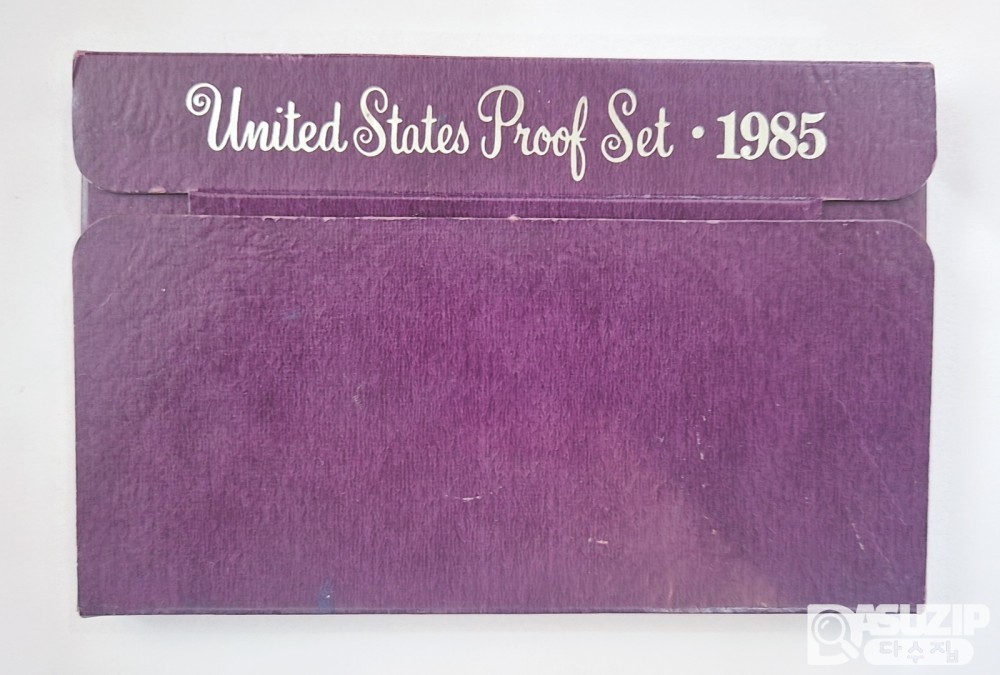 United States Proof Set • 1985
DASUZIP
다수집